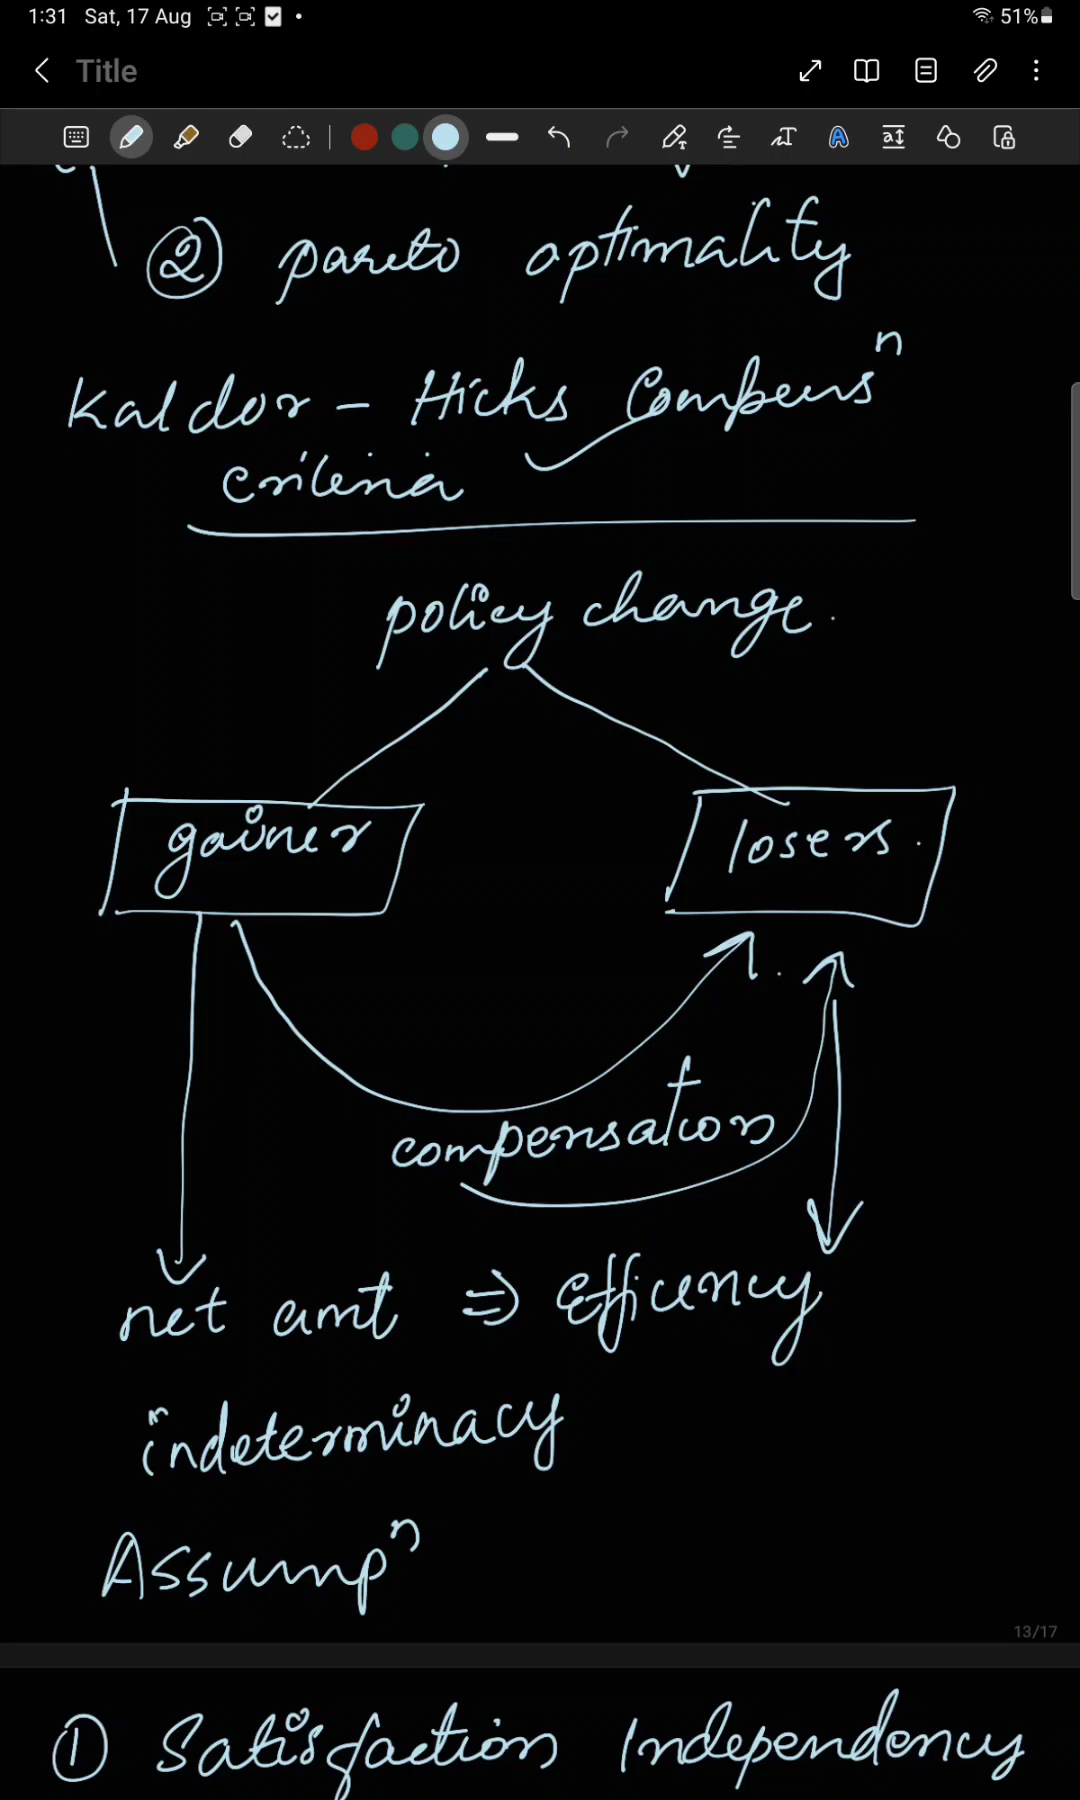 1:31 Sat, 17 Aug 51%
Title
② pareto optimality
Kaldor - Hicks Compensⁿ
criteria
policy change.
gainer losers.
compensation
net amt ⇒ Efficency
indeterminacy
Assumpⁿ
13/17
① Satisfaction Independency